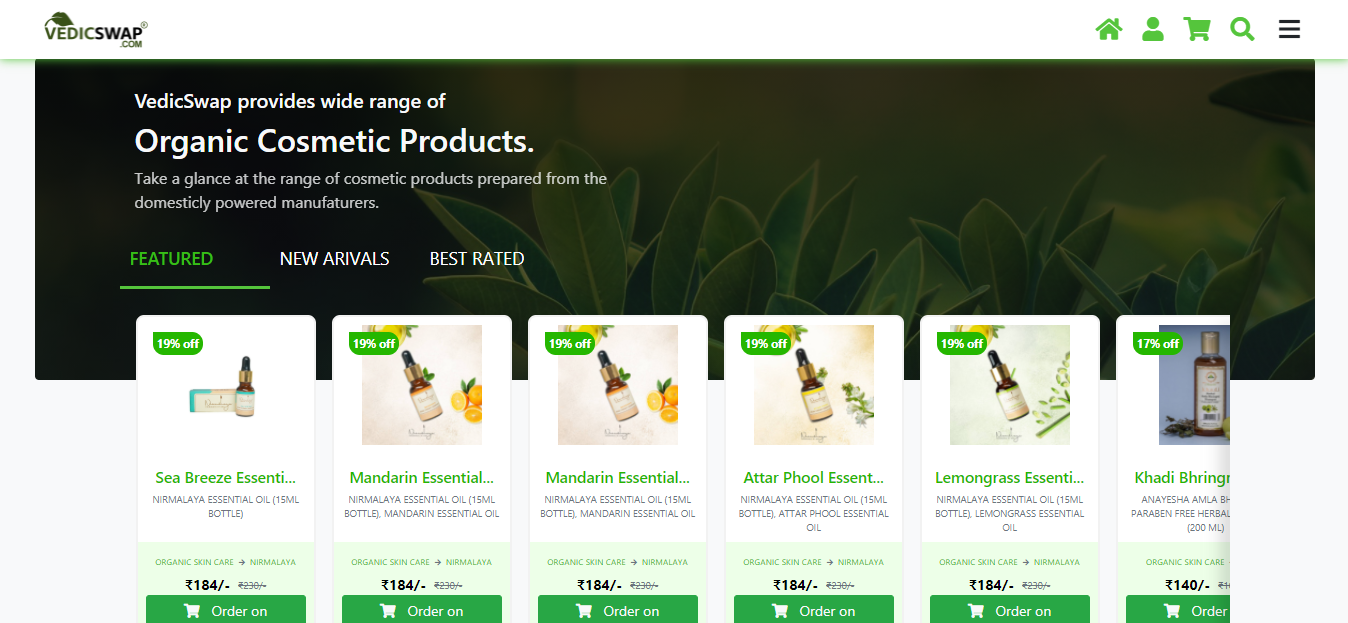 VEDICSWAP®
.COM
VedicSwap provides wide range of
Organic Cosmetic Products.
Take a glance at the range of cosmetic products prepared from the
domesticly powered manufaturers.
FEATURED
NEW ARIVALS
BEST RATED
19% off
Sea Breeze Essenti...
NIRMALAYA ESSENTIAL OIL (15ML
BOTTLE)
ORGANIC SKIN CARE → NIRMALAYA
₹184/- ₹230/-
Order on
19% off
Mandarin Essential...
NIRMALAYA ESSENTIAL OIL (15ML
BOTTLE), MANDARIN ESSENTIAL OIL
ORGANIC SKIN CARE → NIRMALAYA
₹184/- ₹230/-
Order on
19% off
Mandarin Essential...
NIRMALAYA ESSENTIAL OIL (15ML
BOTTLE), MANDARIN ESSENTIAL OIL
ORGANIC SKIN CARE → NIRMALAYA
₹184/- ₹230/-
Order on
19% off
Attar Phool Essent...
NIRMALAYA ESSENTIAL OIL (15ML
BOTTLE), ATTAR PHOOL ESSENTIAL
OIL
ORGANIC SKIN CARE → NIRMALAYA
₹184/- ₹230/-
Order on
19% off
Lemongrass Essenti...
NIRMALAYA ESSENTIAL OIL (15ML
BOTTLE), LEMONGRASS ESSENTIAL
OIL
ORGANIC SKIN CARE → NIRMALAYA
₹184/- ₹230/-
Order on
17% off
Khadi Bhringr
ANAYESHA AMLA BH
PARABEN FREE HERBAL
(200 ML)
ORGANIC SKIN CARE
₹140/-
Order